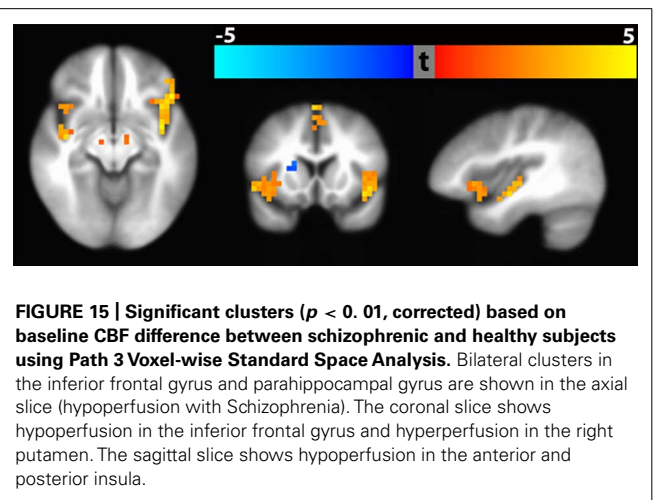 -5 5
t
FIGURE 15 | Significant clusters (p < 0. 01, corrected) based on
baseline CBF difference between schizophrenic and healthy subjects
using Path 3 Voxel-wise Standard Space Analysis. Bilateral clusters in
the inferior frontal gyrus and parahippocampal gyrus are shown in the axial
slice (hypoperfusion with Schizophrenia). The coronal slice shows
hypoperfusion in the inferior frontal gyrus and hyperperfusion in the right
putamen. The sagittal slice shows hypoperfusion in the anterior and
posterior insula.